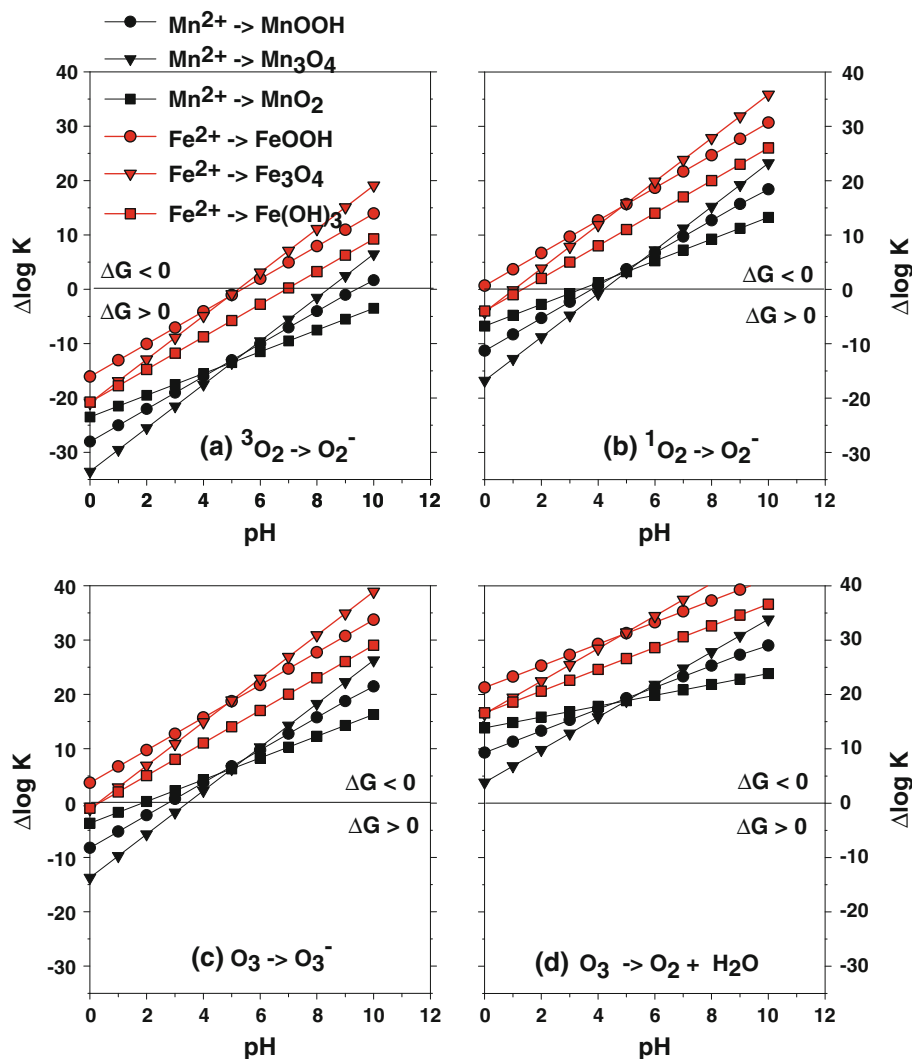 Mn²⁺ -> MnOOH
Mn²⁺ -> Mn₃O₄
Mn²⁺ -> MnO₂
Fe²⁺ -> FeOOH
Fe²⁺ -> Fe₃O₄
Fe²⁺ -> Fe(OH)₃
40
30
20
10
0
-10
-20
-30
Δlog K
ΔG < 0
ΔG > 0
(a) ³O₂ -> O₂⁻
0 2 4 6 8 10 12
pH
40
30
20
10
0
-10
-20
-30
Δlog K
ΔG < 0
ΔG > 0
(b) ¹O₂ -> O₂⁻
0 2 4 6 8 10 12
pH
40
30
20
10
0
-10
-20
-30
Δlog K
ΔG < 0
ΔG > 0
(c) O₃ -> O₃⁻
0 2 4 6 8 10 12
pH
40
30
20
10
0
-10
-20
-30
Δlog K
ΔG < 0
ΔG > 0
(d) O₃ -> O₂ + H₂O
0 2 4 6 8 10 12
pH